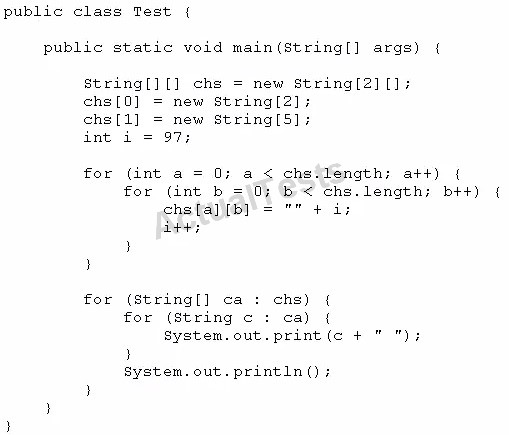 public class Test {
public static void main(String[] args) {
String[][] chs = new String[2][];
chs[0] = new String[2];
chs[1] = new String[5];
int i = 97;
for (int a = 0; a < chs.length; a++) {
for (int b = 0; b < chs.length; b++) {
chs[a][b] = "" + i;
i++;
}
}
for (String[] ca : chs) {
for (String c : ca) {
System.out.print(c + " ");
}
System.out.println();
}
}
}
ActualTests